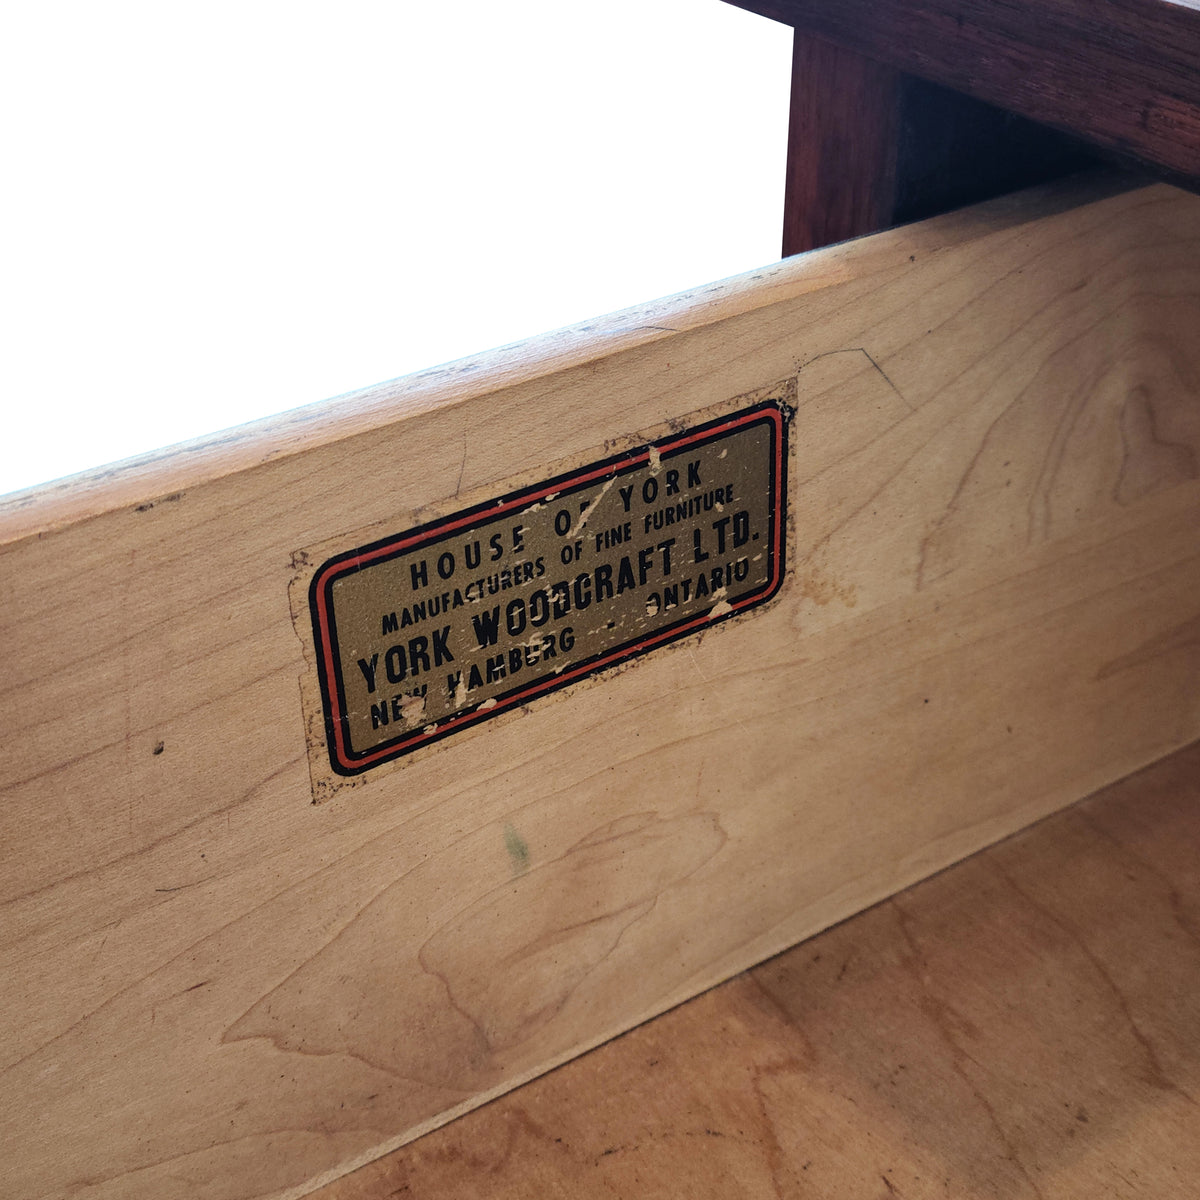 HOUSE OF YORK
MANUFACTURERS OF FINE FURNITURE
YORK WOODCRAFT LTD.
NEW HAMBURG - ONTARIO